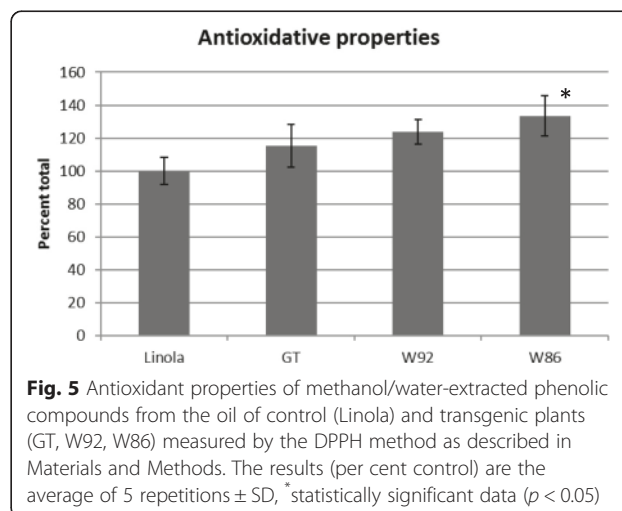 Antioxidative properties
Percent total
160
140
120
100
80
60
40
20
0
*
Linola GT W92 W86
Fig. 5 Antioxidant properties of methanol/water-extracted phenolic
compounds from the oil of control (Linola) and transgenic plants
(GT, W92, W86) measured by the DPPH method as described in
Materials and Methods. The results (per cent control) are the
average of 5 repetitions ± SD, *statistically significant data (p < 0.05)